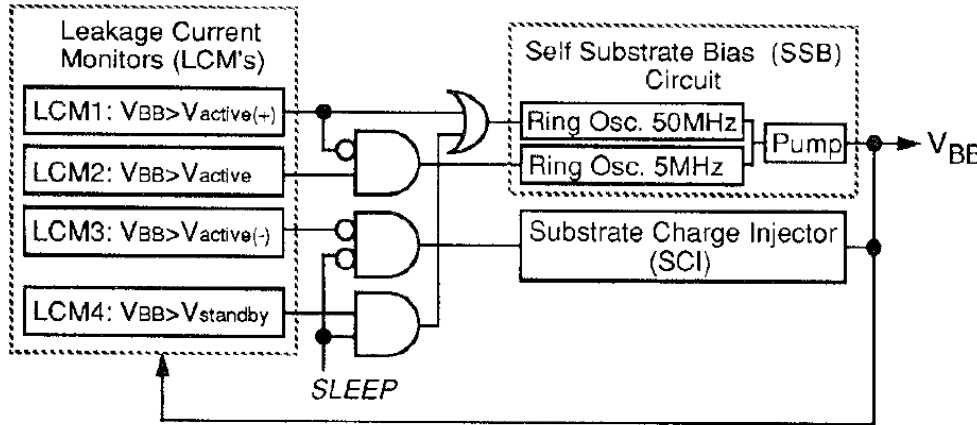 Leakage Current
Monitors (LCM's)
LCM1: VBB>Vactive(+)
LCM2: VBB>Vactive
LCM3: VBB>Vactive(-)
LCM4: VBB>Vstandby
SLEEP
Self Substrate Bias (SSB)
Circuit
Ring Osc. 50MHz
Ring Osc. 5MHz
Pump
VBB
Substrate Charge Injector
(SCI)